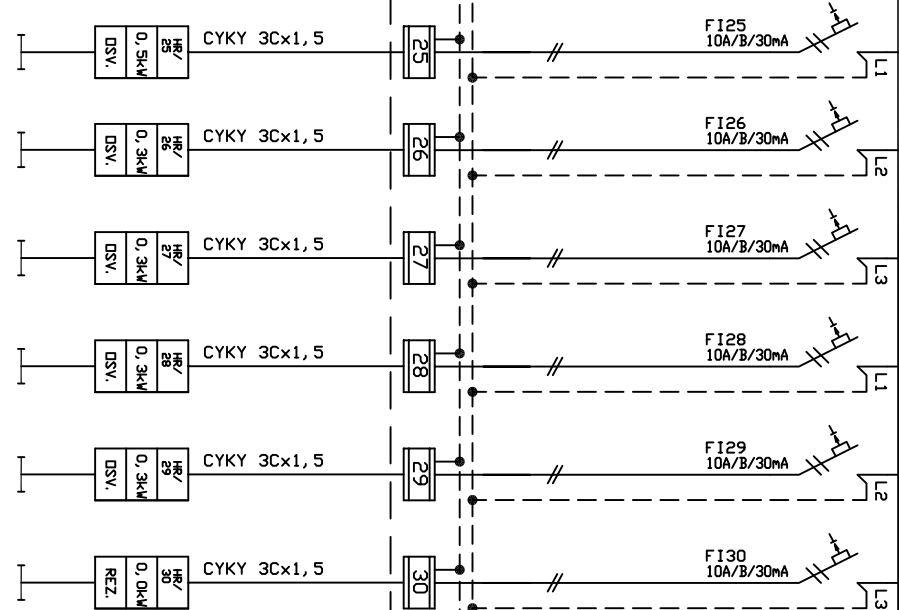 FI25
10A/B/30mA
L1
CYKY 3Cx1,5
25
HR/
25
0,5kW
OSV.
FI26
10A/B/30mA
L2
CYKY 3Cx1,5
26
HR/
26
0,3kW
OSV.
FI27
10A/B/30mA
L3
CYKY 3Cx1,5
27
HR/
27
0,3kW
OSV.
FI28
10A/B/30mA
L1
CYKY 3Cx1,5
28
HR/
28
0,3kW
OSV.
FI29
10A/B/30mA
L2
CYKY 3Cx1,5
29
HR/
29
0,3kW
OSV.
FI30
10A/B/30mA
L3
CYKY 3Cx1,5
30
HR/
30
0,0kW
REZ.